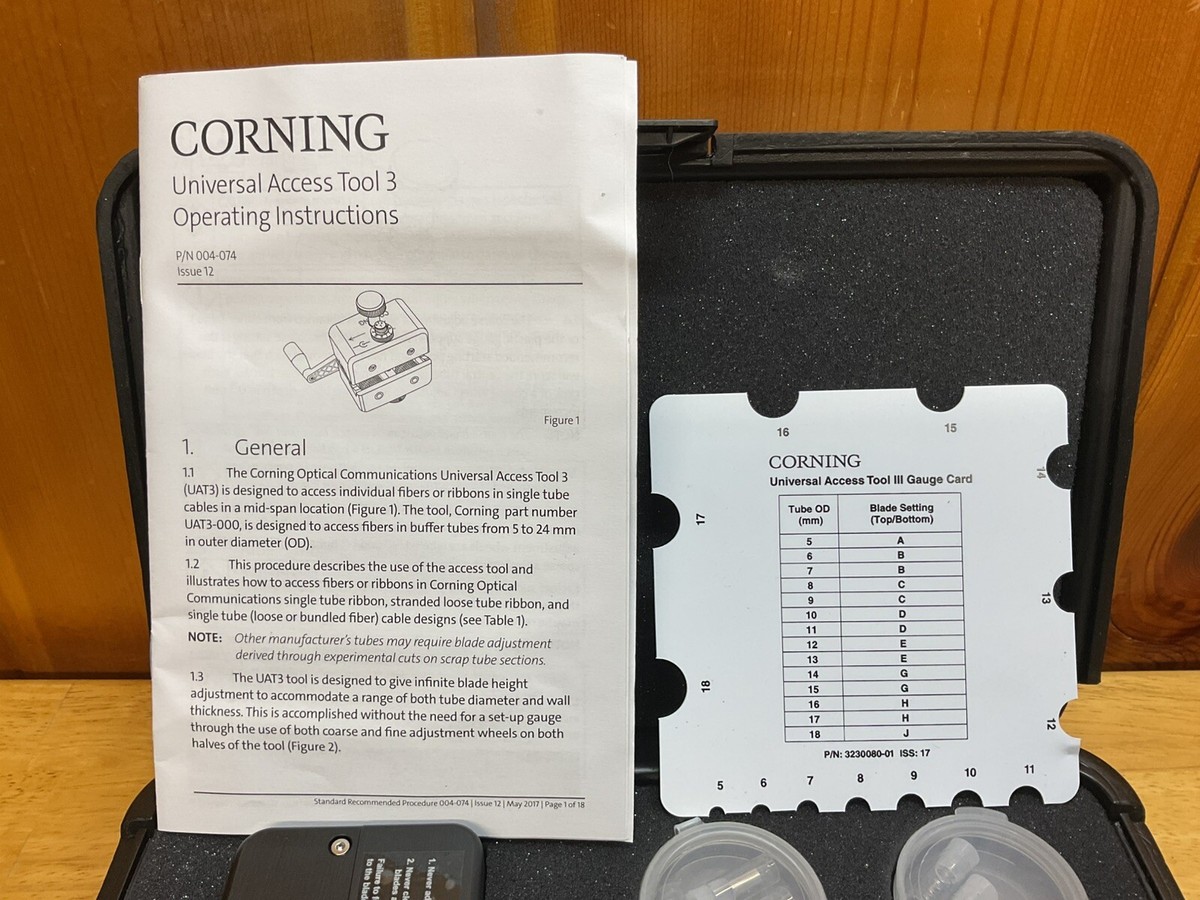 CORNING
Universal Access Tool 3
Operating Instructions
P/N 004-074
Issue 12
Figure 1
1. General
1.1 The Corning Optical Communications Universal Access Tool 3
(UAT3) is designed to access individual fibers or ribbons in single tube
cables in a mid-span location (Figure 1). The tool, Corning part number
UAT3-000, is designed to access fibers in buffer tubes from 5 to 24 mm
in outer diameter (OD).
1.2 This procedure describes the use of the access tool and
illustrates how to access fibers or ribbons in Corning Optical
Communications single tube ribbon, stranded loose tube ribbon, and
single tube (loose or bundled fiber) cable designs (see Table 1).
NOTE: Other manufacturer's tubes may require blade adjustment
derived through experimental cuts on scrap tube sections.
1.3 The UAT3 tool is designed to give infinite blade height
adjustment to accommodate a range of both tube diameter and wall
thickness. This is accomplished without the need for a set-up gauge
through the use of both coarse and fine adjustment wheels on both
halves of the tool (Figure 2).
Standard Recommended Procedure 004-074 | Issue 12 | May 2017 | Page 1 of 18
16
15
14
17
13
18
12
CORNING
Universal Access Tool III Gauge Card
Tube OD (mm) Blade Setting (Top/Bottom)
5 A
6 B
7 B
8 C
9 C
10 D
11 D
12 E
13 E
14 G
15 G
16 H
17 H
18 J
P/N: 3230080-01 ISS: 17
5 6 7 8 9 10 11
1. Never
2. Never
blades
Failure to
to the